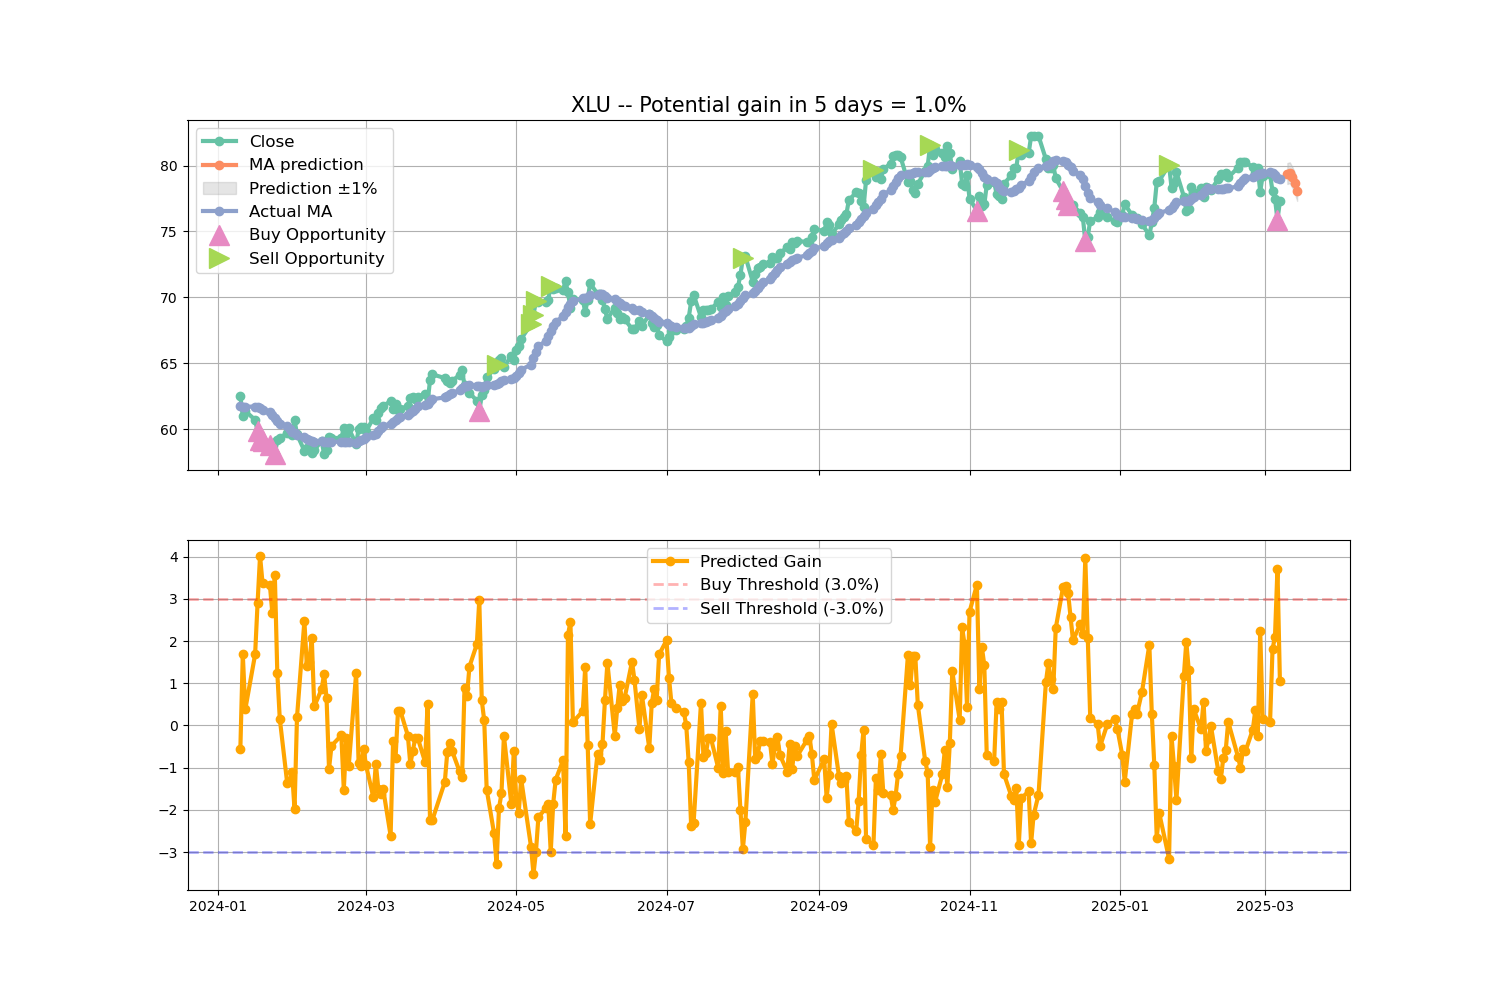 XLU -- Potential gain in 5 days = 1.0%
Close
MA prediction
Prediction ±1%
Actual MA
Buy Opportunity
Sell Opportunity
80
75
70
65
60
Predicted Gain
Buy Threshold (3.0%)
Sell Threshold (-3.0%)
4
3
2
1
0
−1
−2
−3
2024-01
2024-03
2024-05
2024-07
2024-09
2024-11
2025-01
2025-03